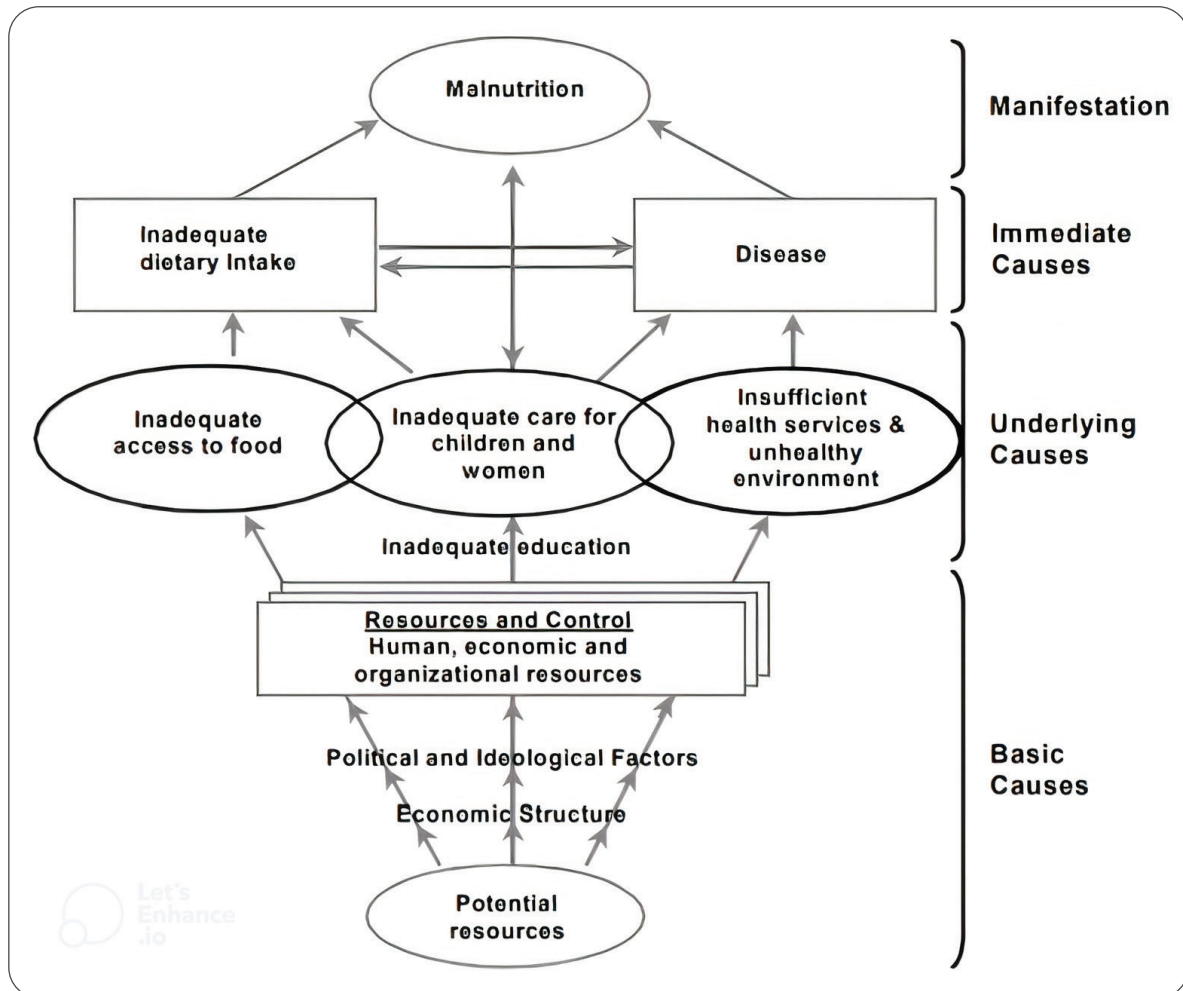 Malnutrition
Manifestation
Inadequate
dietary Intake
Disease
Immediate
Causes
Inadequate
access to food
Inadequate care for
children and
women
Insufficient
health services &
unhealthy
environment
Underlying
Causes
Inadequate education
Resources and Control
Human, economic and
organizational resources
Political and Ideological Factors
Economic Structure
Basic
Causes
Potential
resources
Let's
Enhance
.io